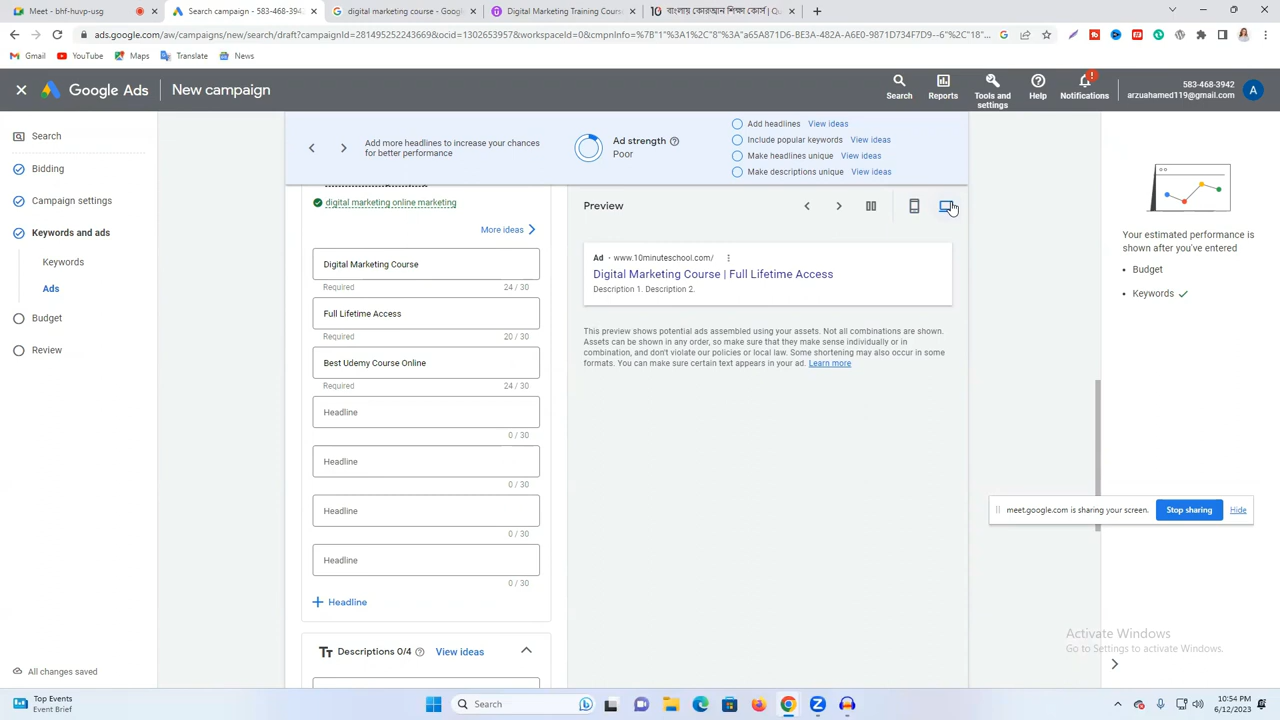 Meet - bhf-huvp-usg
Search campaign - 583-468-394
digital marketing course - Googl
Digital Marketing Training Cours
বাংলায় কোরআন শিক্ষা কোর্স | Qu
ads.google.com/aw/campaigns/new/search/draft?campaignId=281495252249603&ocid=1302653957&workspaceId=0&cmpnInfo=%7B"1"%3A1%2C"8"%3A"a65A971D6-BE3A-482A-A6E0-9871D734F7D9--6"%2C"18"...
Gmail
YouTube
Maps
Translate
News
Google Ads
New campaign
Search
Reports
Tools and settings
Help
Notifications
583-468-3942
arzuahamed119@gmail.com
A
Search
Bidding
Campaign settings
Keywords and ads
Keywords
Ads
Budget
Review
All changes saved
Add more headlines to increase your chances
for better performance
Ad strength
Poor
Add headlines View ideas
Include popular keywords View ideas
Make headlines unique View ideas
Make descriptions unique View ideas
digital marketing online marketing
More ideas
Digital Marketing Course
Required 24 / 30
Full Lifetime Access
Required 20 / 30
Best Udemy Course Online
Required 24 / 30
Headline
0 / 30
Headline
0 / 30
Headline
0 / 30
Headline
0 / 30
+ Headline
Tт Descriptions 0/4 View ideas
Preview
Ad · www.10minuteschool.com/
Digital Marketing Course | Full Lifetime Access
Description 1. Description 2.
This preview shows potential ads assembled using your assets. Not all combinations are shown.
Assets can be shown in any order, so make sure that they make sense individually or in
combination, and don't violate our policies or local law. Some shortening may also occur in some
formats. You can make sure certain text appears in your ad. Learn more
Your estimated performance is
shown after you've entered
• Budget
• Keywords
meet.google.com is sharing your screen. Stop sharing Hide
Activate Windows
Go to Settings to activate Windows.
Top Events
Event Brief
Search
10:54 PM
6/12/2023